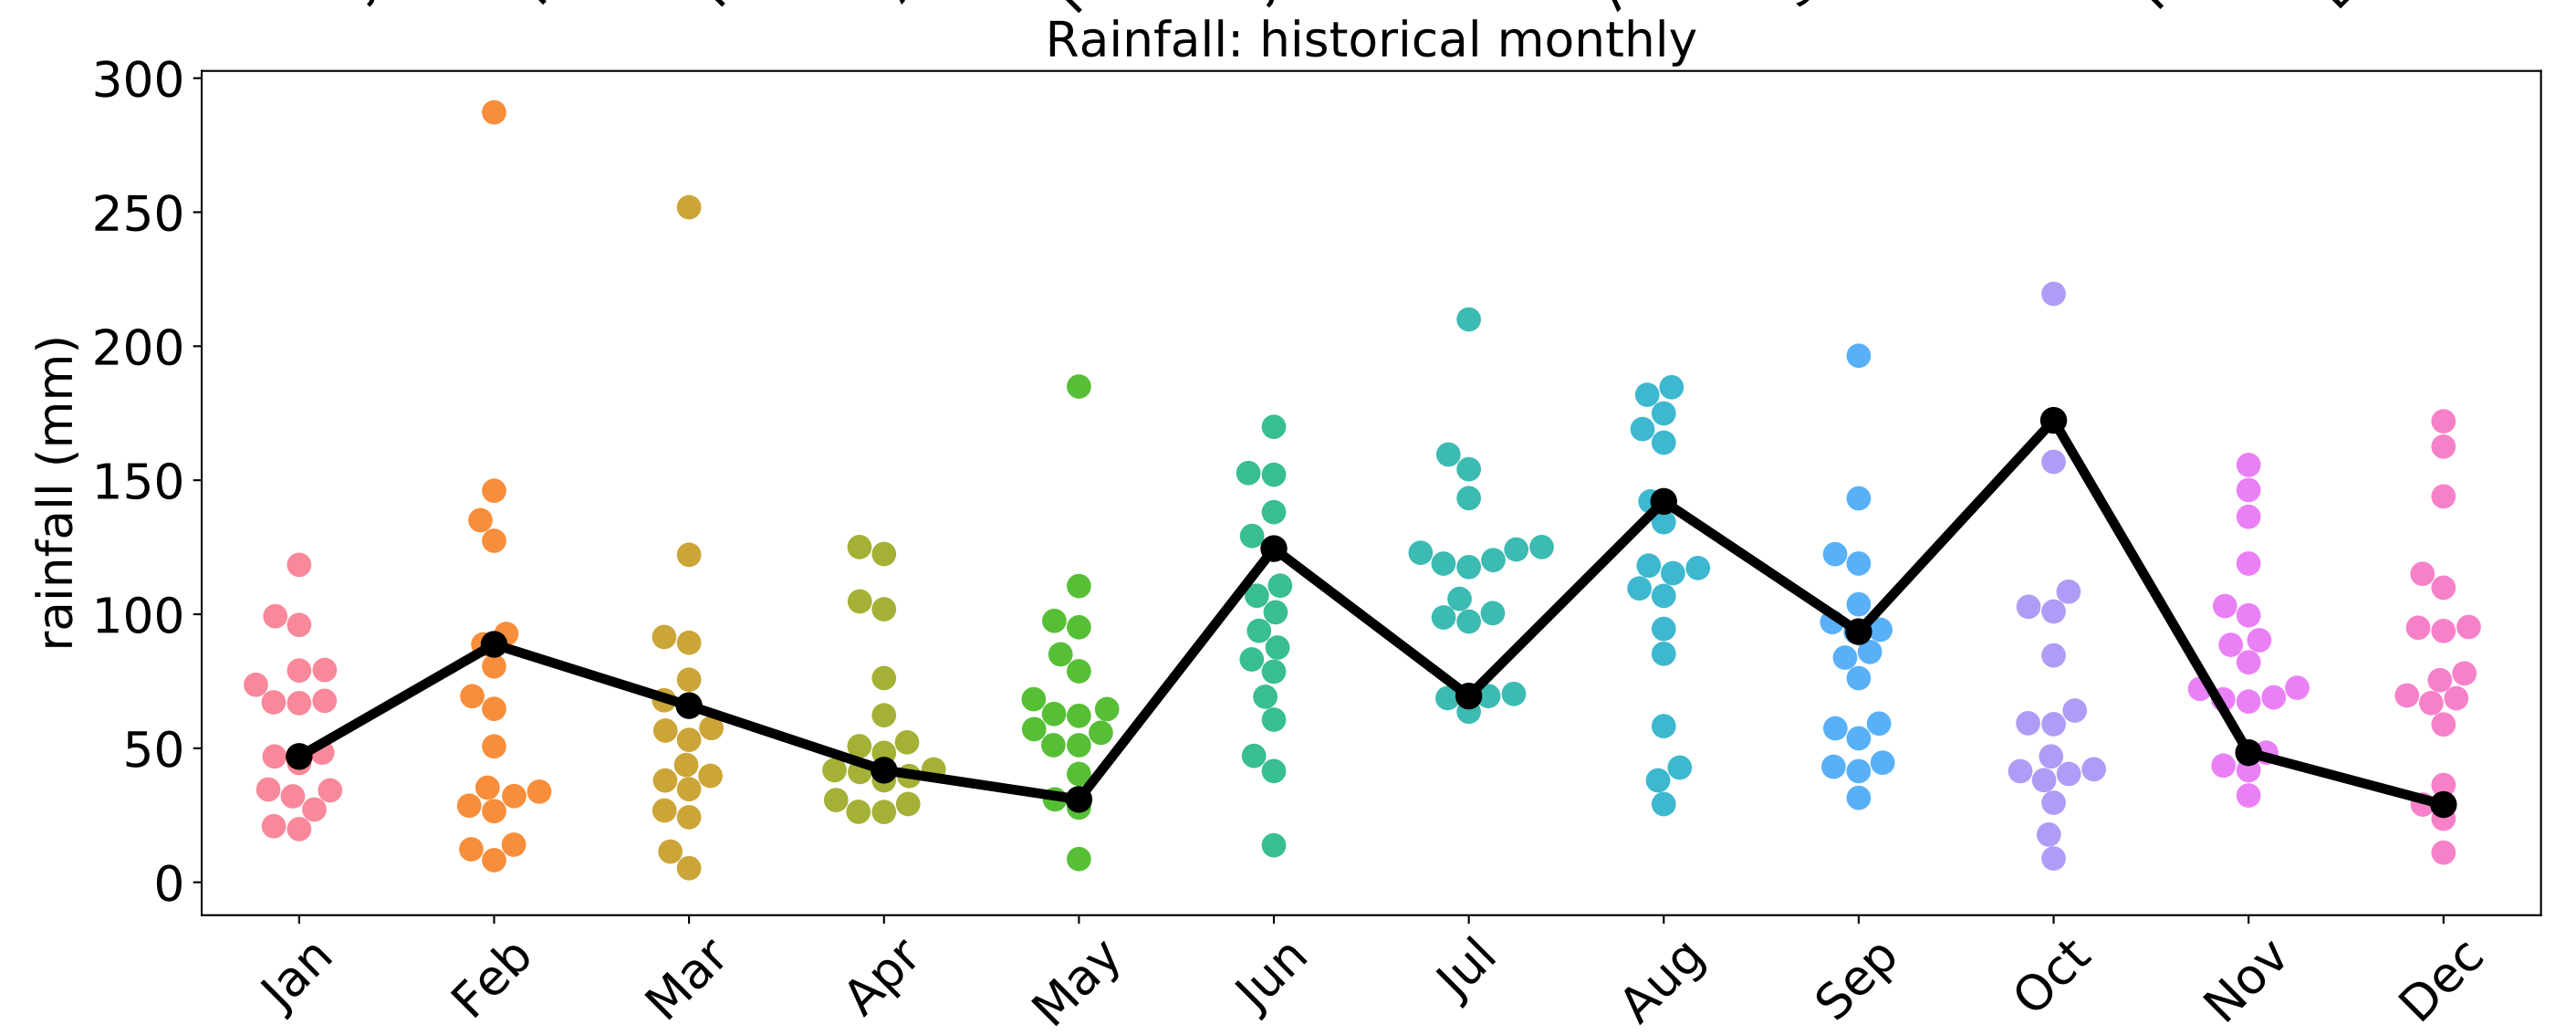 Rainfall: historical monthly
rainfall (mm)
300
250
200
150
100
50
0
Jan
Feb
Mar
Apr
May
Jun
Jul
Aug
Sep
Oct
Nov
Dec